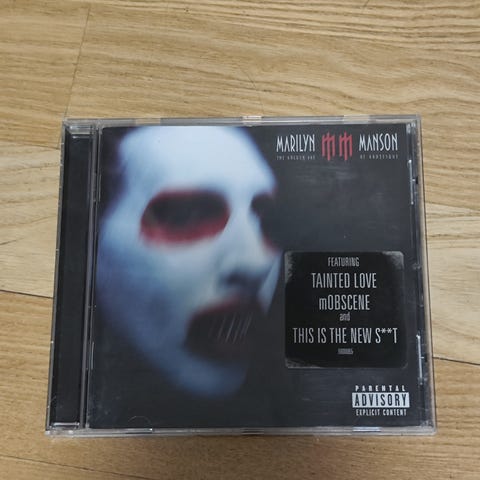 MARILYN MANSON
THE GOLDEN AGE OF GROTESQUE
FEATURING
TAINTED LOVE
mOBSCENE
and
THIS IS THE NEW S**T
PARENTAL
ADVISORY
EXPLICIT CONTENT